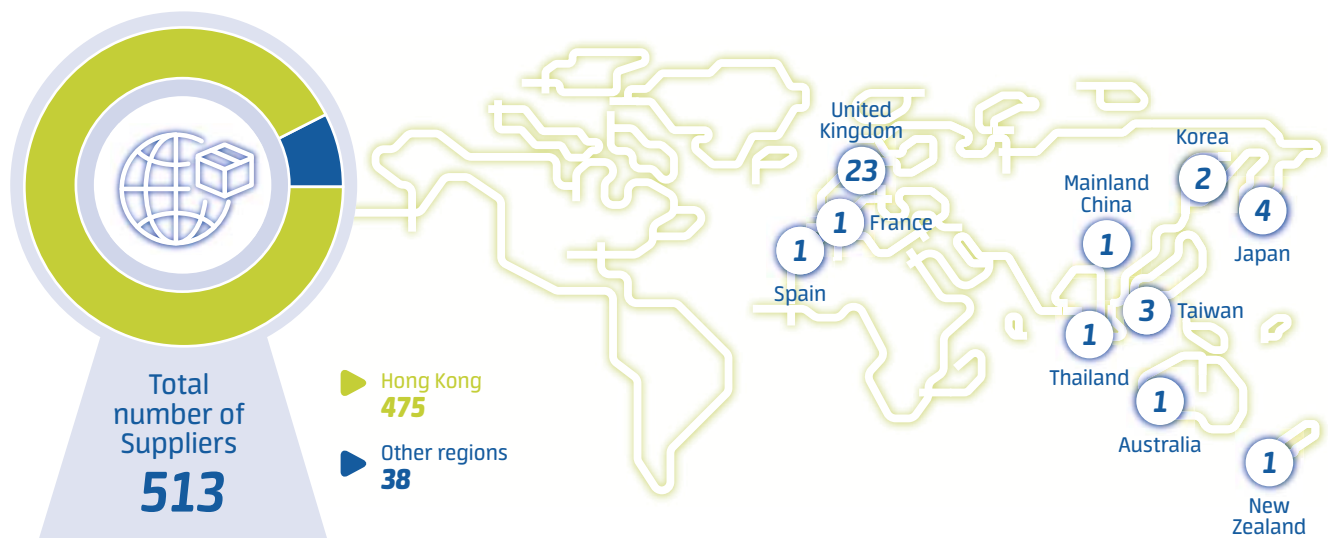 Total
number of
Suppliers
513
Hong Kong
475
Other regions
38
United
Kingdom
23
1
France
1
Spain
Mainland
China
1
Korea
2
4
Japan
3
Taiwan
1
Thailand
1
Australia
1
New
Zealand